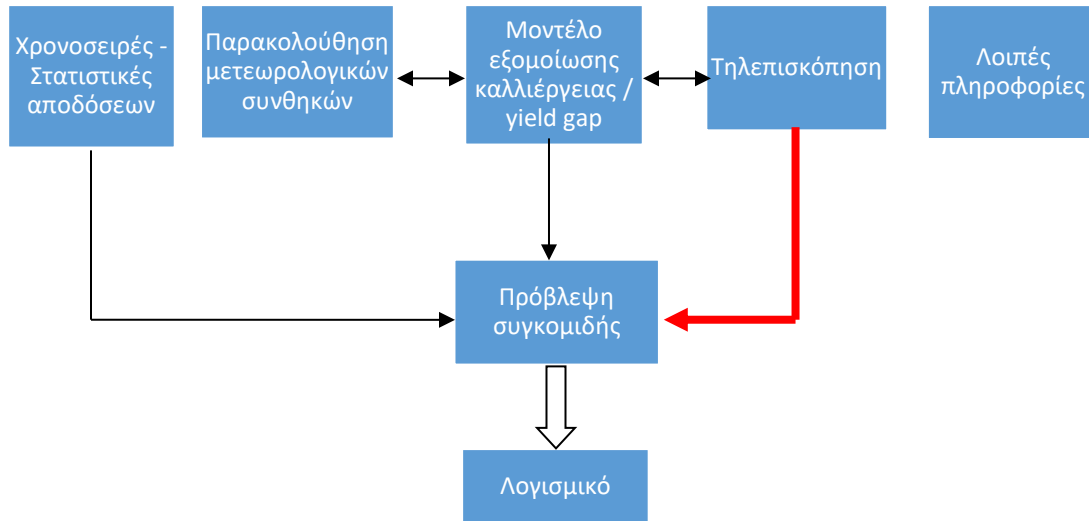 Χρονοσειρές -
Στατιστικές
αποδόσεων
Παρακολούθηση
μετεωρολογικών
συνθηκών
Μοντέλο
εξομοίωσης
καλλιέργειας /
yield gap
Τηλεπισκόπηση
Λοιπές
πληροφορίες
Πρόβλεψη
συγκομιδής
Λογισμικό